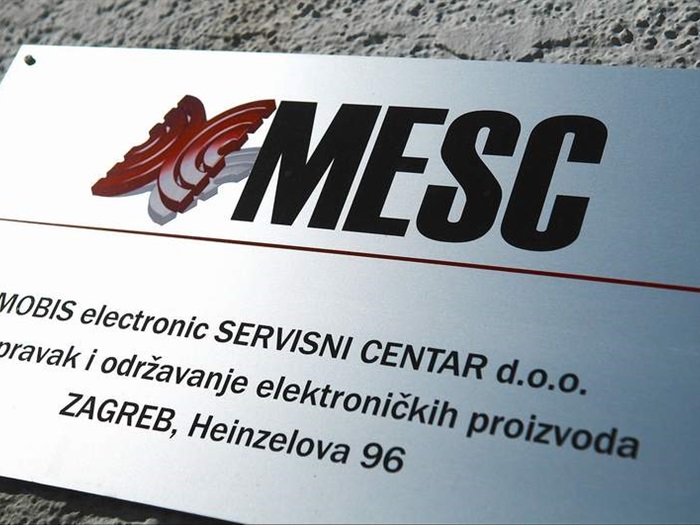 MESC
MOBIS electronic SERVISNI CENTAR d.o.o.
pravak i održavanje elektroničkih proizvoda
ZAGREB, Heinzelova 96